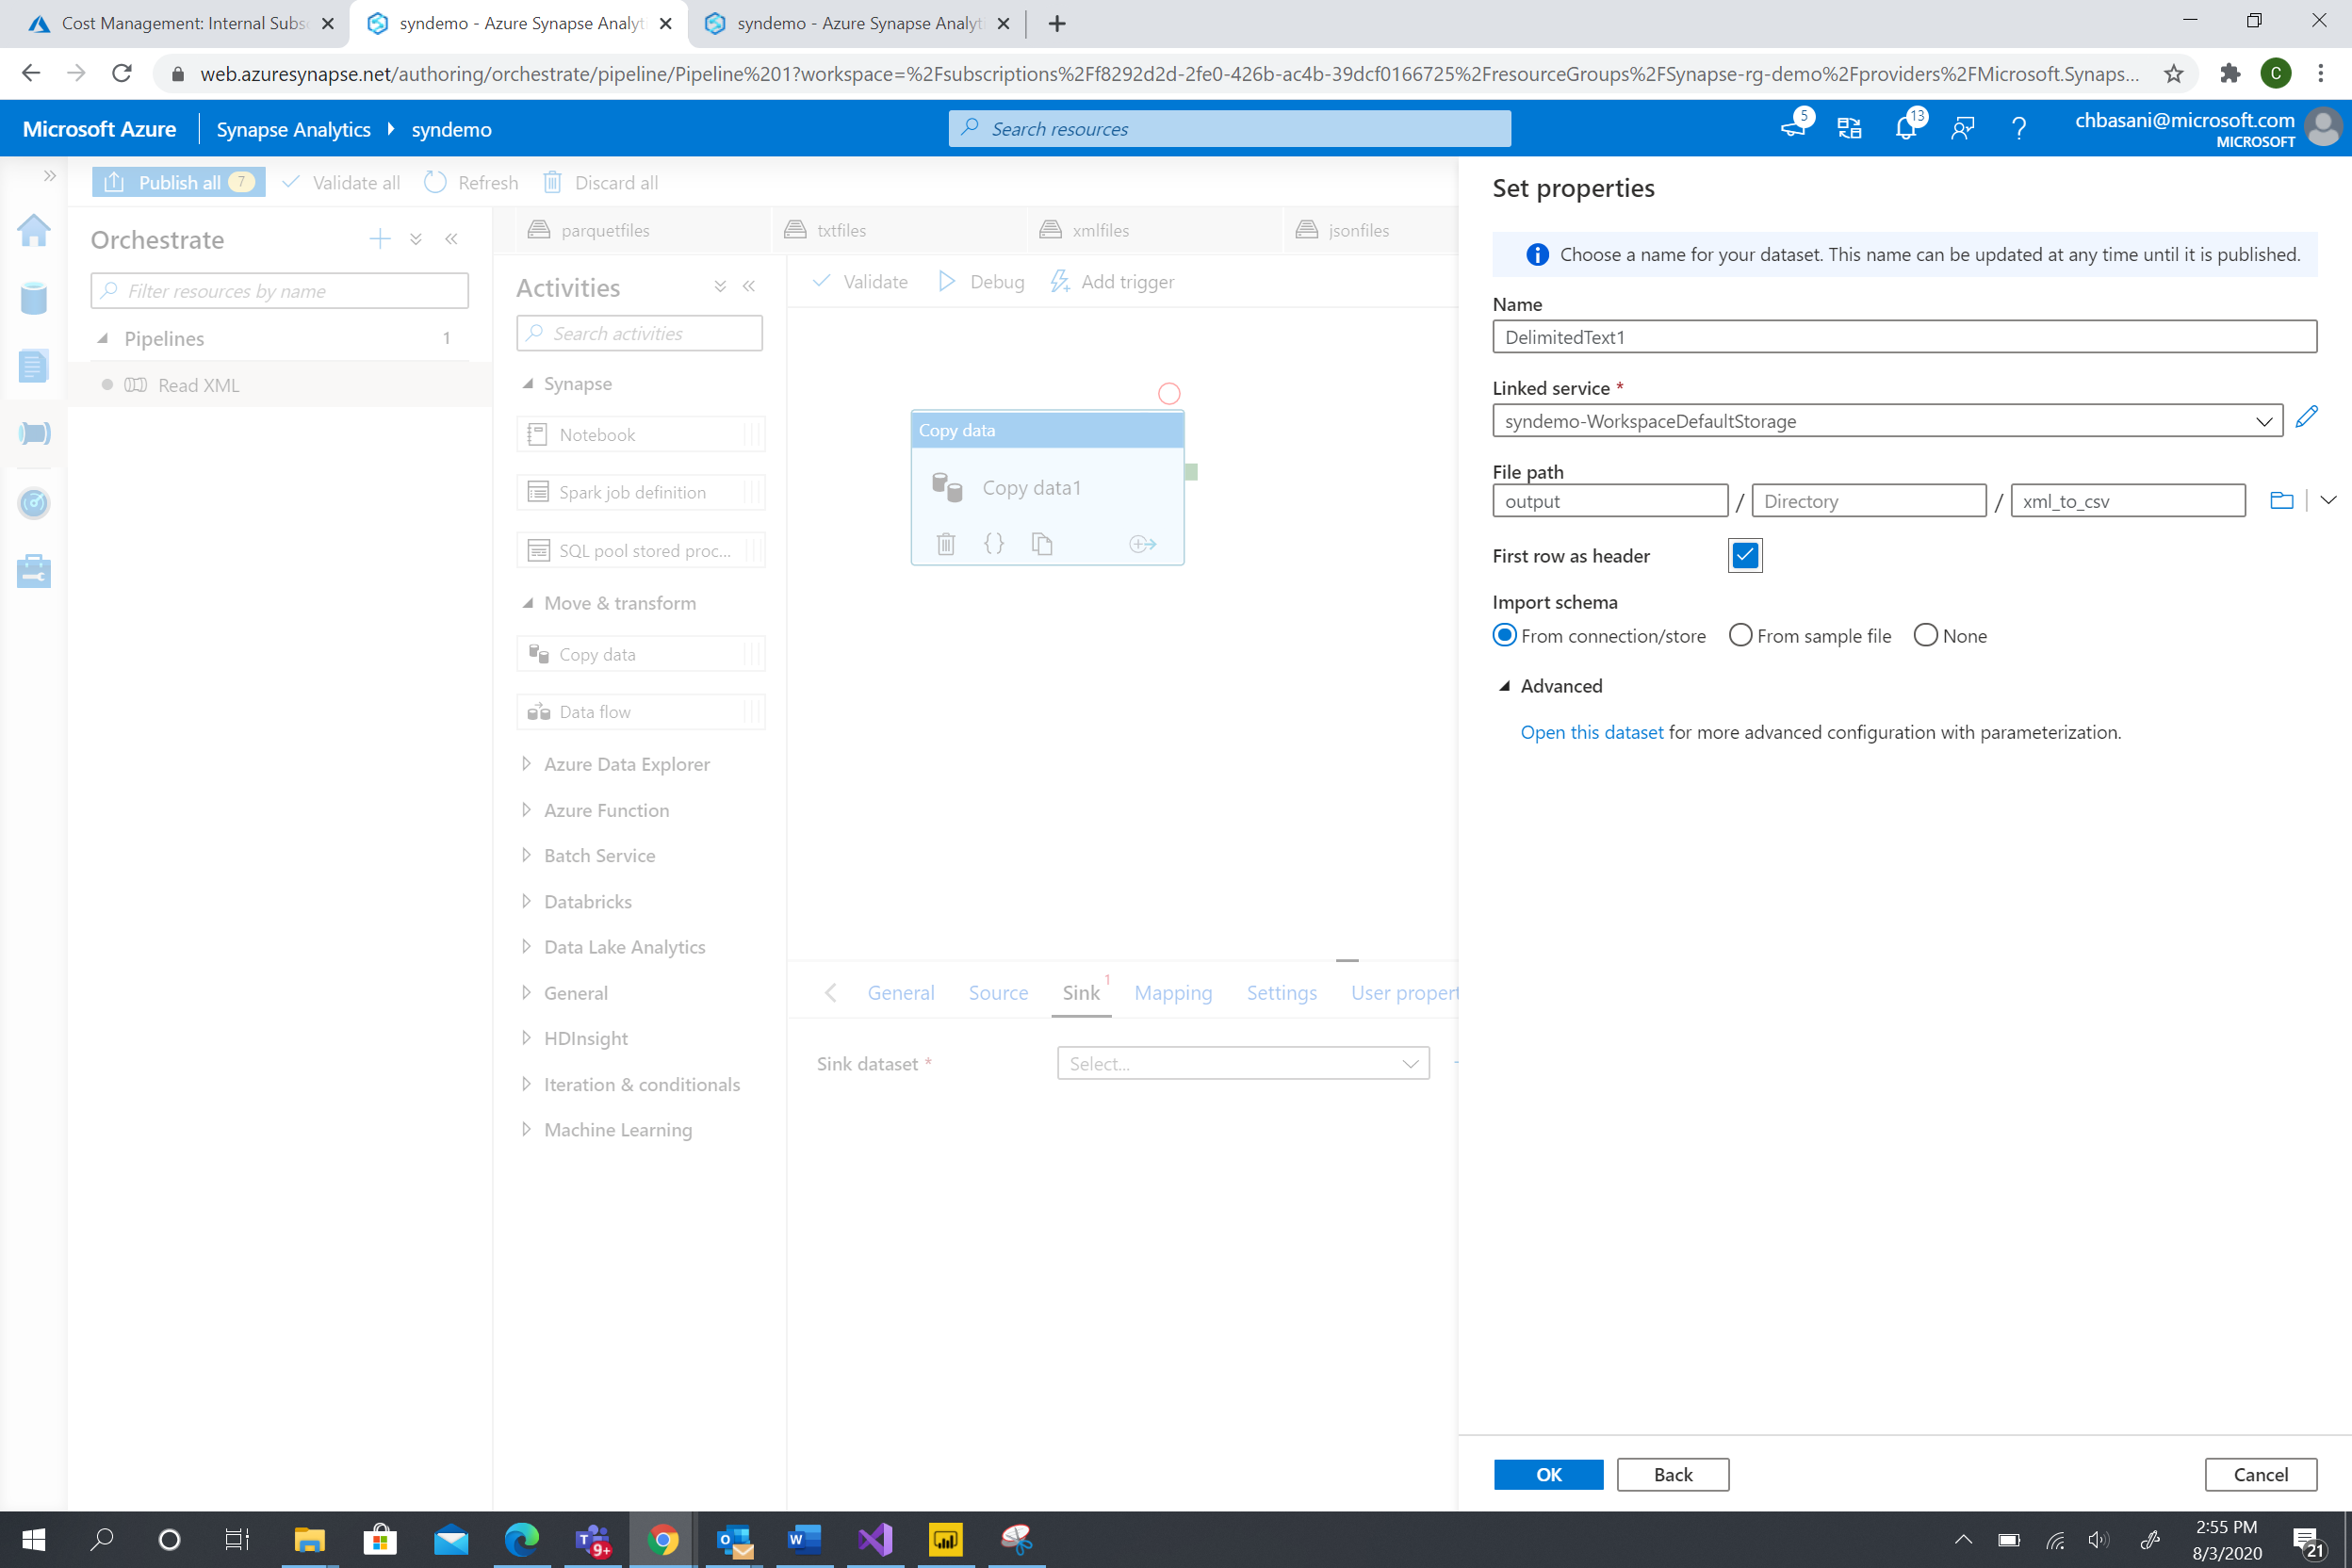 Cost Management: Internal Subs
syndemo - Azure Synapse Analyt
syndemo - Azure Synapse Analyt
web.azuresynapse.net/authoring/orchestrate/pipeline/Pipeline%201?workspace=%2Fsubscriptions%2Ff8292d2d-2fe0-426b-ac4b-39dcf0166725%2FresourceGroups%2FSynapse-rg-demo%2Fproviders%2FMicrosoft.Synaps...
C
Microsoft Azure
Synapse Analytics
syndemo
Search resources
5
13
chbasani@microsoft.com
MICROSOFT
Publish all 7
Validate all
Refresh
Discard all
Orchestrate
Filter resources by name
Pipelines 1
Read XML
parquetfiles
txtfiles
xmlfiles
jsonfiles
Activities
Search activities
Synapse
Notebook
Spark job definition
SQL pool stored proc...
Move & transform
Copy data
Data flow
Azure Data Explorer
Azure Function
Batch Service
Databricks
Data Lake Analytics
General
HDInsight
Iteration & conditionals
Machine Learning
Validate
Debug
Add trigger
Copy data
Copy data1
General
Source
Sink 1
Mapping
Settings
User propert
Sink dataset *
Select...
Set properties
Choose a name for your dataset. This name can be updated at any time until it is published.
Name
DelimitedText1
Linked service *
syndemo-WorkspaceDefaultStorage
File path
output / Directory / xml_to_csv
First row as header
Import schema
From connection/store
From sample file
None
Advanced
Open this dataset for more advanced configuration with parameterization.
OK
Back
Cancel
9+
2:55 PM
8/3/2020
21